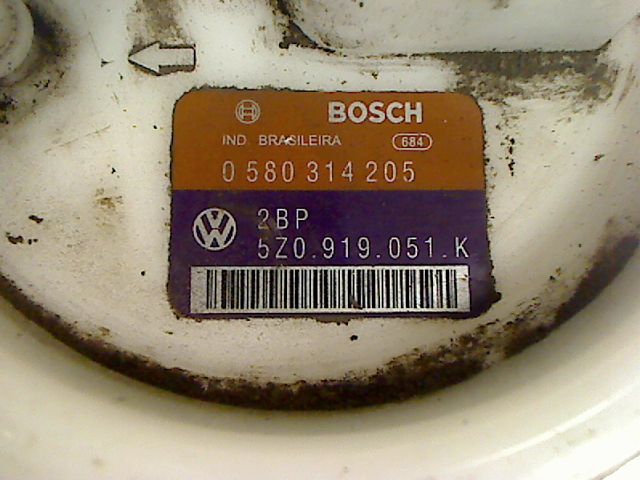 BOSCH
IND. BRASILEIRA 684
0 580 314 205
2BP
5Z0.919.051.K